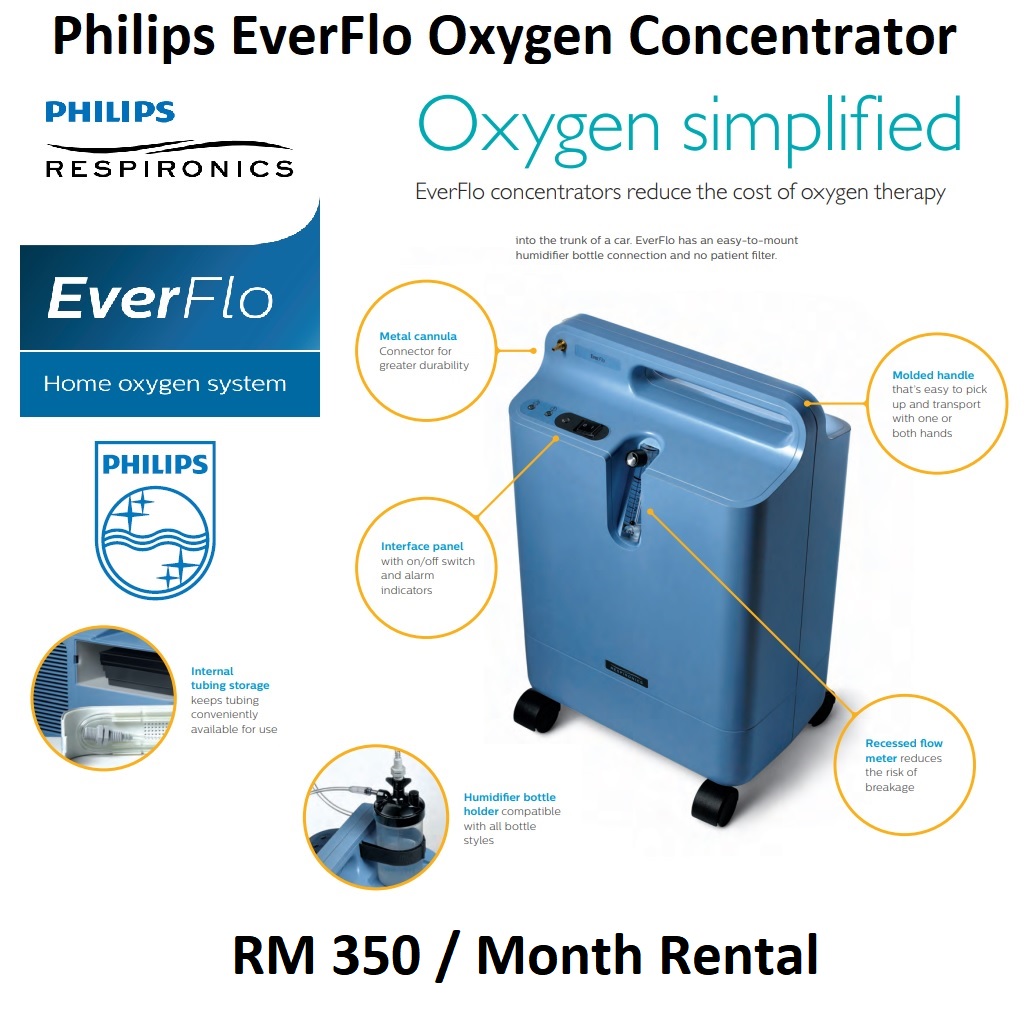 Philips EverFlo Oxygen Concentrator
PHILIPS
RESPIRONICS
Oxygen simplified
EverFlo concentrators reduce the cost of oxygen therapy
into the trunk of a car. EverFlo has an easy-to-mount
humidifier bottle connection and no patient filter.
EverFlo
Home oxygen system
Metal cannula
Connector for
greater durability
EverFlo
Molded handle
that's easy to pick
up and transport
with one or
both hands
PHILIPS
Interface panel
with on/off switch
and alarm
indicators
Internal
tubing storage
keeps tubing
conveniently
available for use
Recessed flow
meter reduces
the risk of
breakage
Humidifier bottle
holder compatible
with all bottle
styles
RM 350 / Month Rental